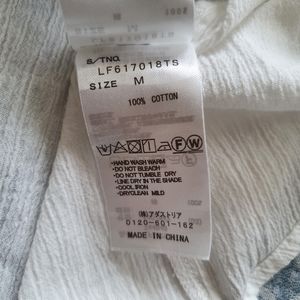 S/TNO.
LF617018TS
SIZE M
100% COTTON
•HAND WASH WARM
•DO NOT BLEACH
•DO NOT TUMBLE DRY
•LINE DRY IN THE SHADE
•COOL IRON
•DRYCLEAN MILD
(株)アダストリア
0120-601-162
MADE IN CHINA